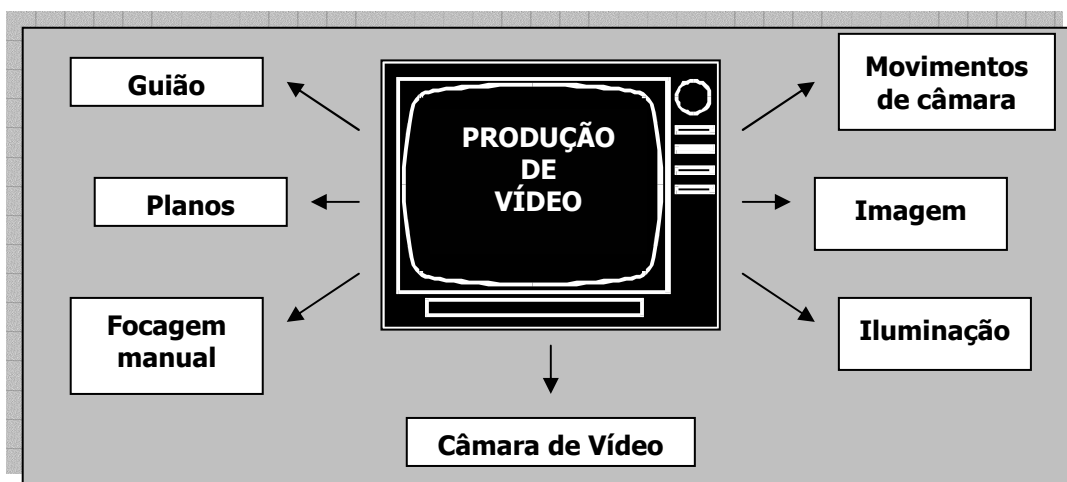 Guião
Planos
Focagem
manual
PRODUÇÃO
DE
VÍDEO
Câmara de Vídeo
Movimentos
de câmara
Imagem
Iluminação